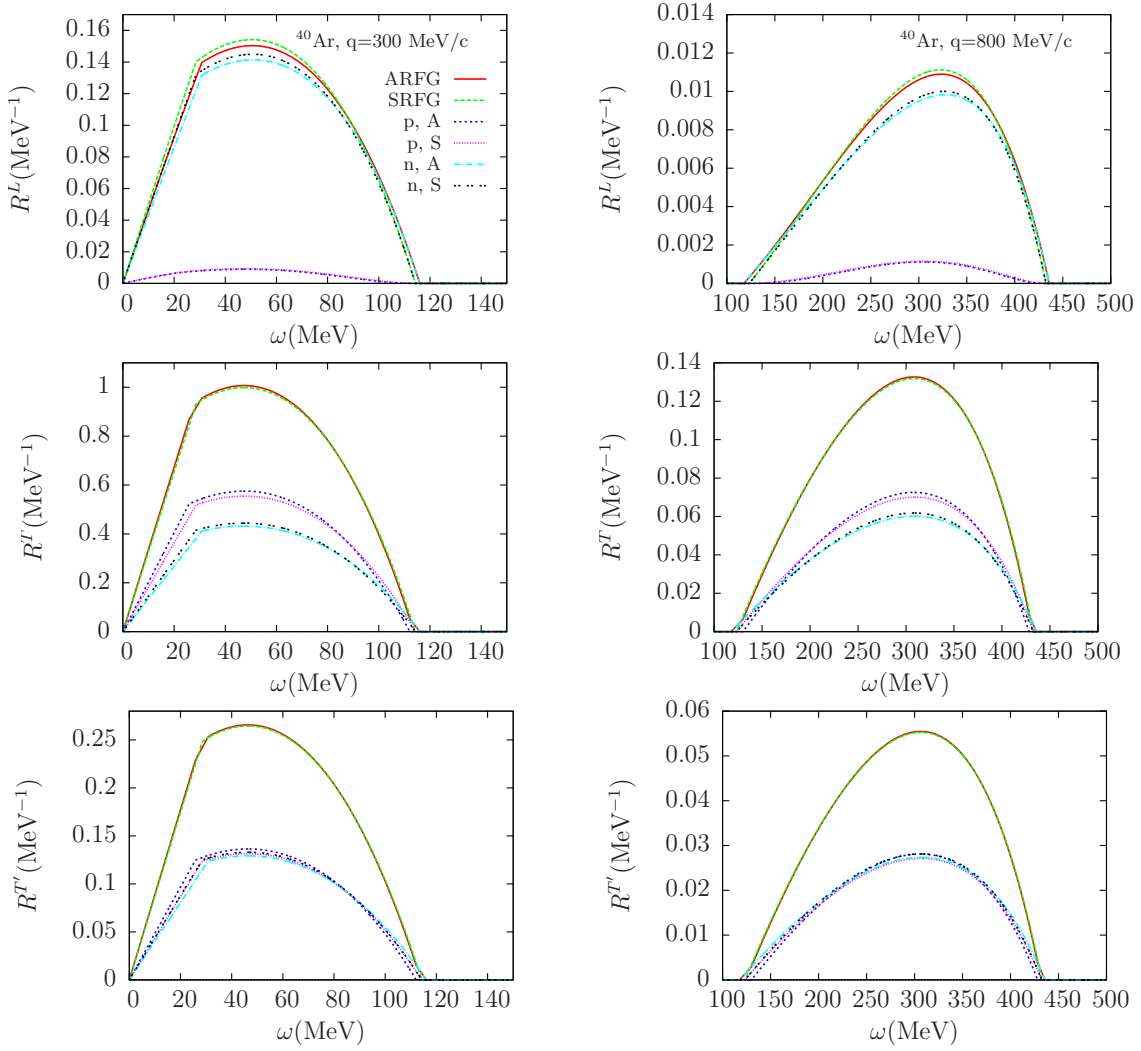 ⁴⁰Ar, q=300 MeV/c
ARFG
SRFG
p, A
p, S
n, A
n, S
R^L(MeV⁻¹)
0.16
0.14
0.12
0.1
0.08
0.06
0.04
0.02
0
0 20 40 60 80 100 120 140
ω(MeV)
⁴⁰Ar, q=800 MeV/c
R^L(MeV⁻¹)
0.014
0.012
0.01
0.008
0.006
0.004
0.002
0
100 150 200 250 300 350 400 450 500
ω(MeV)
R^T(MeV⁻¹)
1
0.8
0.6
0.4
0.2
0
0 20 40 60 80 100 120 140
ω(MeV)
R^T(MeV⁻¹)
0.14
0.12
0.1
0.08
0.06
0.04
0.02
0
100 150 200 250 300 350 400 450 500
ω(MeV)
R^T′(MeV⁻¹)
0.25
0.2
0.15
0.1
0.05
0
0 20 40 60 80 100 120 140
ω(MeV)
R^T′(MeV⁻¹)
0.06
0.05
0.04
0.03
0.02
0.01
0
100 150 200 250 300 350 400 450 500
ω(MeV)